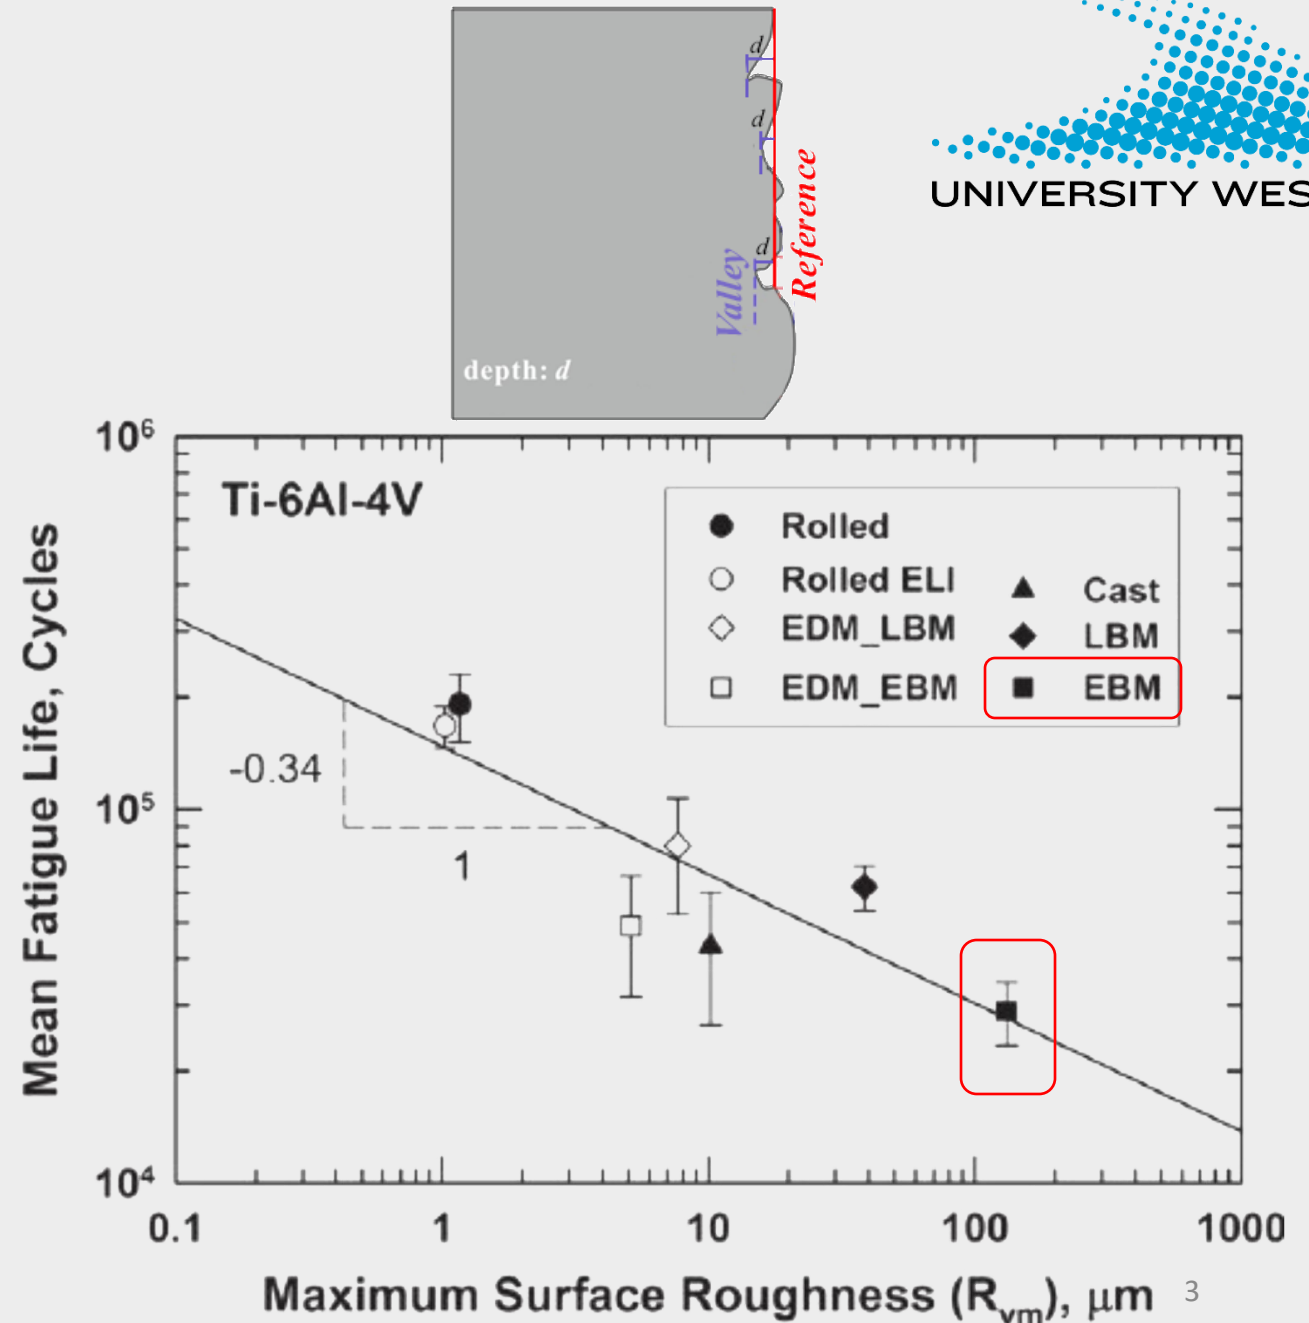 d
d
d
Valley
Reference
depth: d
UNIVERSITY WES
Ti-6Al-4V
Rolled
Rolled ELI
EDM_LBM
EDM_EBM
Cast
LBM
EBM
-0.34
1
Mean Fatigue Life, Cycles
10⁶
10⁵
10⁴
0.1 1 10 100 1000
Maximum Surface Roughness (Rvm), μm
3